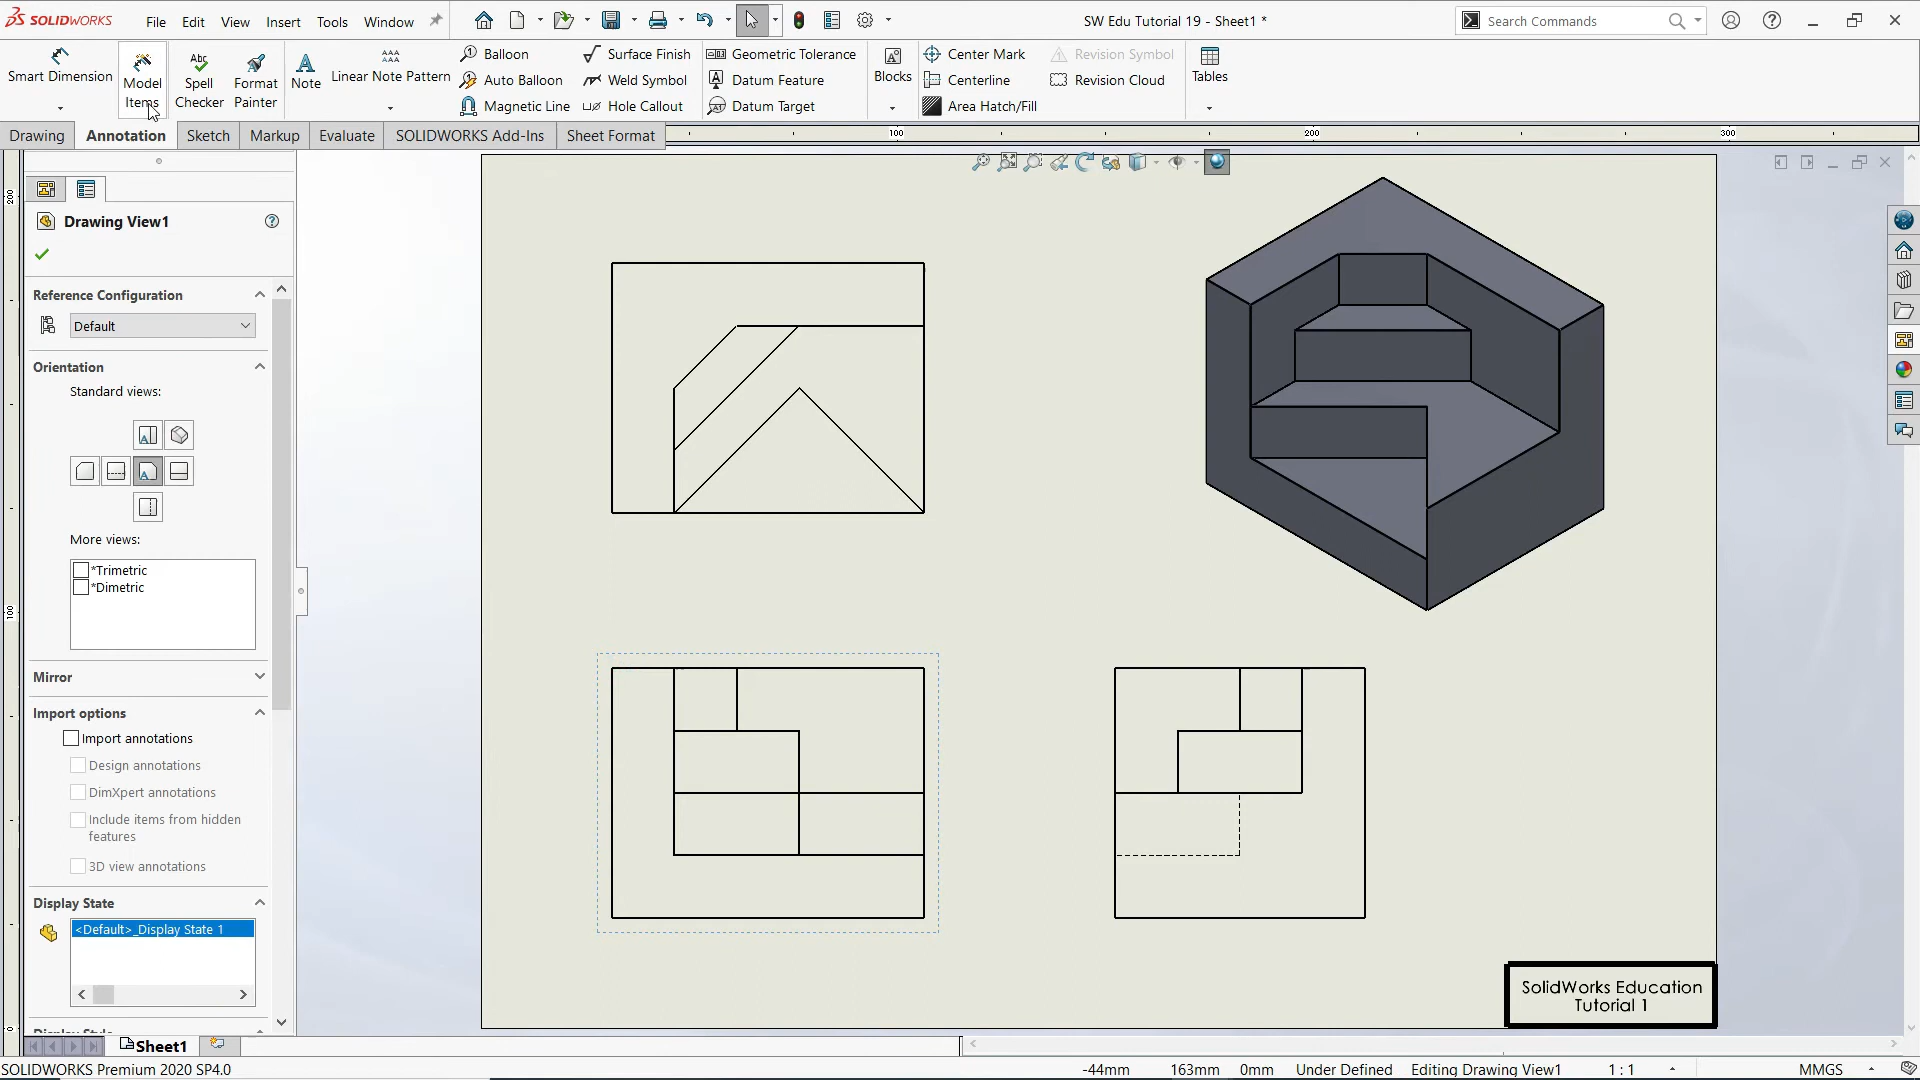 SOLIDWORKS File Edit View Insert Tools Window SW Edu Tutorial 19 - Sheet1 * Search Commands
Smart Dimension
Model Items
Spell Checker
Format Painter
Note
Linear Note Pattern
Balloon
Auto Balloon
Magnetic Line
Surface Finish
Weld Symbol
Hole Callout
Geometric Tolerance
Datum Feature
Datum Target
Blocks
Center Mark
Centerline
Area Hatch/Fill
Revision Symbol
Revision Cloud
Tables
Drawing Annotation Sketch Markup Evaluate SOLIDWORKS Add-Ins Sheet Format
100 200 300
200
100
0
Drawing View1
Reference Configuration
Default
Orientation
Standard views:
More views:
*Trimetric
*Dimetric
Mirror
Import options
Import annotations
Design annotations
DimXpert annotations
Include items from hidden
features
3D view annotations
Display State
<Default>_Display State 1
Display Style
SolidWorks Education
Tutorial 1
Sheet1
SOLIDWORKS Premium 2020 SP4.0 -44mm 163mm 0mm Under Defined Editing Drawing View1 1 : 1 MMGS